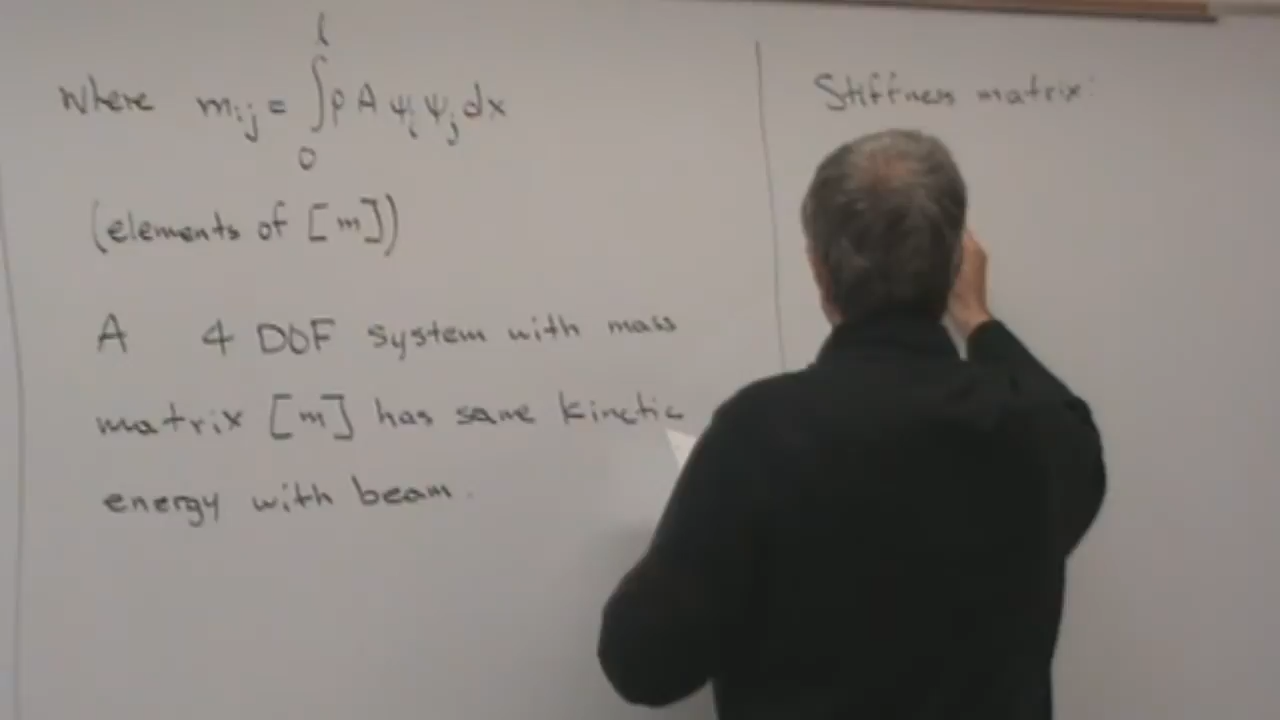 where m_ij = ∫_0^l ρ A ψ_i ψ_j dx
(elements of [m])
A 4 DOF system with mass
matrix [m] has same kinetic
energy with beam.
Stiffness matrix: